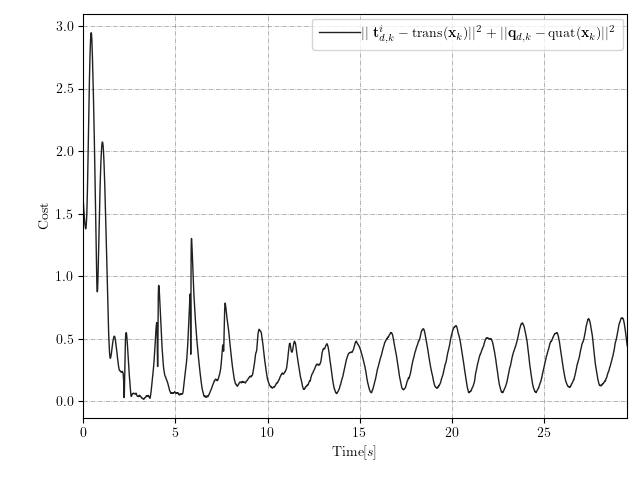 || t^i_{d,k} − trans(x_k)||² + ||q_{d,k} − quat(x_k)||²
3.0
2.5
2.0
1.5
1.0
0.5
0.0
Cost
0 5 10 15 20 25
Time[s]